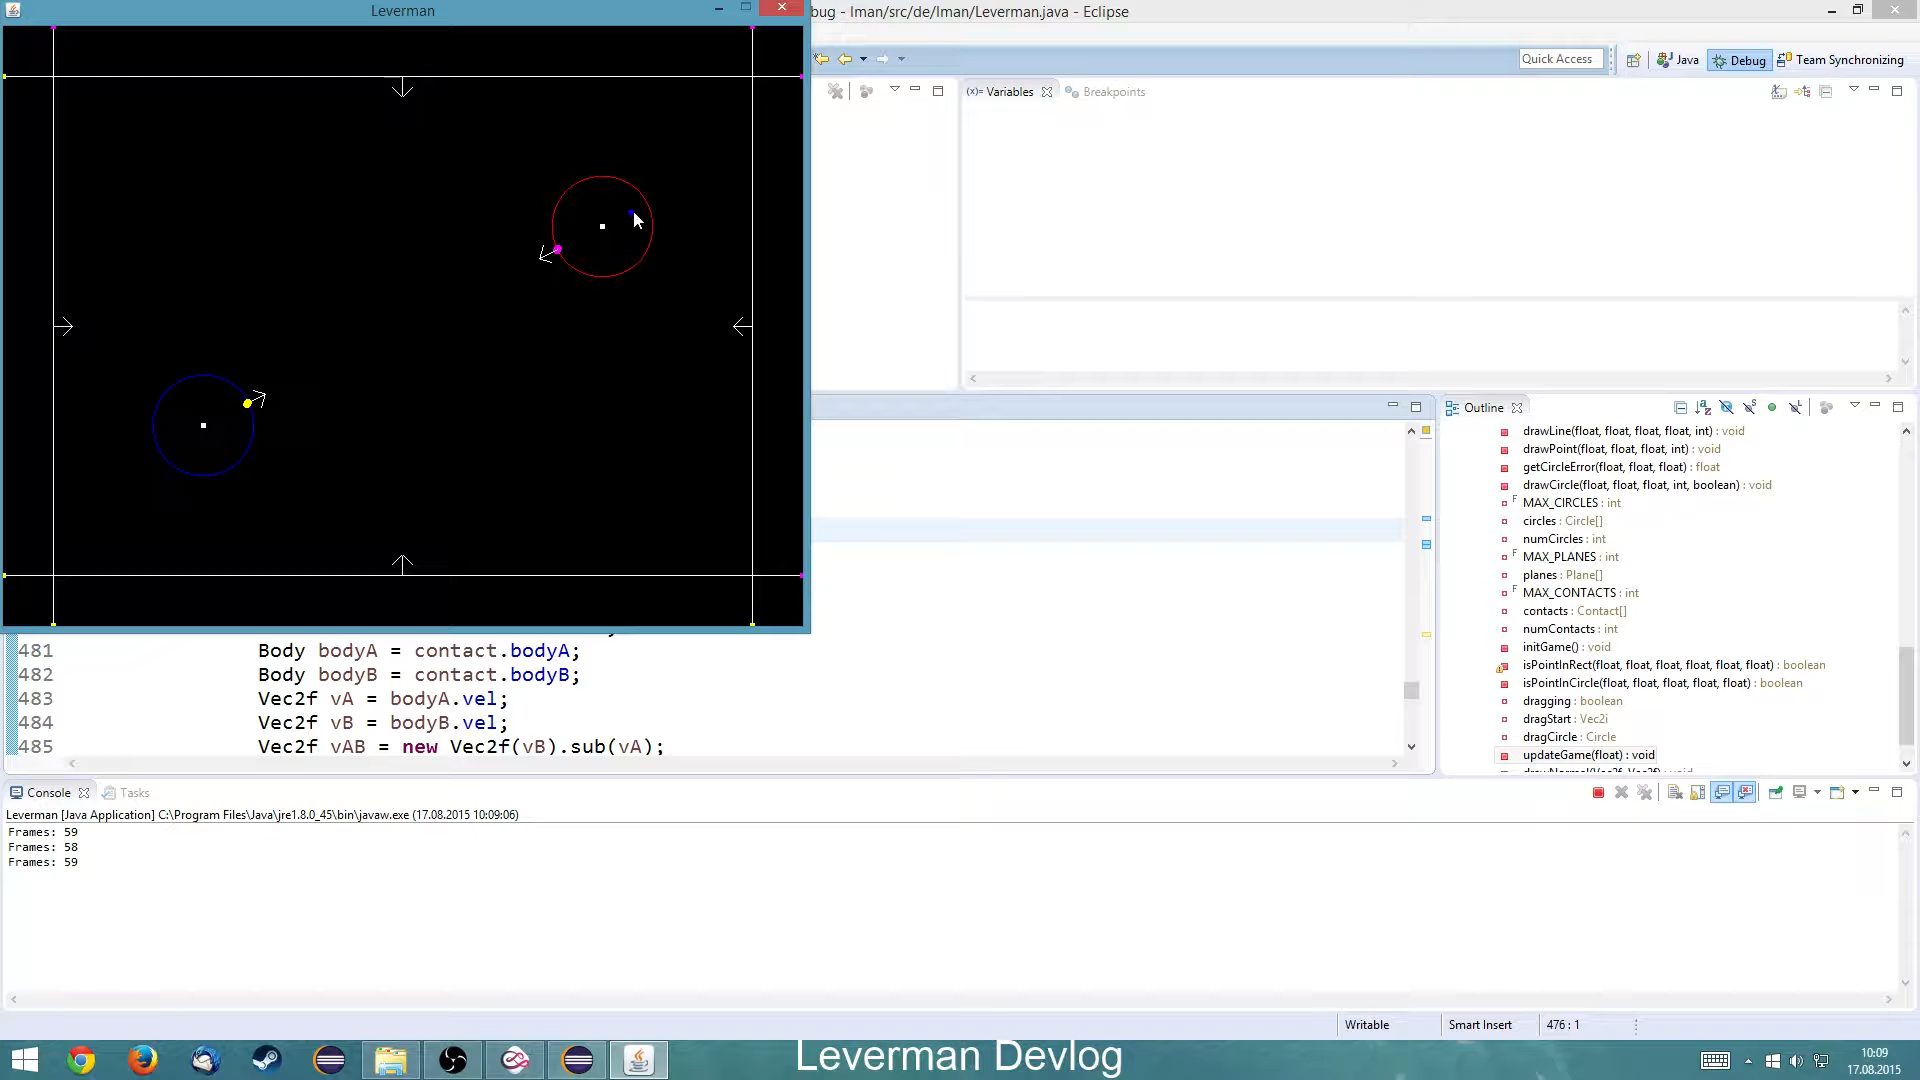 Leverman
bug - lman/src/de/lman/Leverman.java - Eclipse
Quick Access
Java
Debug
Team Synchronizing
(x)= Variables
Breakpoints
Outline
drawLine(float, float, float, float, int) : void
drawPoint(float, float, float, int) : void
getCircleError(float, float, float) : float
drawCircle(float, float, float, int, boolean) : void
F MAX_CIRCLES : int
circles : Circle[]
numCircles : int
F MAX_PLANES : int
planes : Plane[]
F MAX_CONTACTS : int
contacts : Contact[]
numContacts : int
initGame() : void
isPointInRect(float, float, float, float, float, float) : boolean
isPointInCircle(float, float, float, float, float) : boolean
dragging : boolean
dragStart : Vec2i
dragCircle : Circle
updateGame(float) : void
drawNormal(Vec2f, Vec2f) : void
481 Body bodyA = contact.bodyA;
482 Body bodyB = contact.bodyB;
483 Vec2f vA = bodyA.vel;
484 Vec2f vB = bodyB.vel;
485 Vec2f vAB = new Vec2f(vB).sub(vA);
Console
Tasks
Leverman [Java Application] C:\Program Files\Java\jre1.8.0_45\bin\javaw.exe (17.08.2015 10:09:06)
Frames: 59
Frames: 58
Frames: 59
Writable
Smart Insert
476 : 1
Leverman Devlog
10:09
17.08.2015